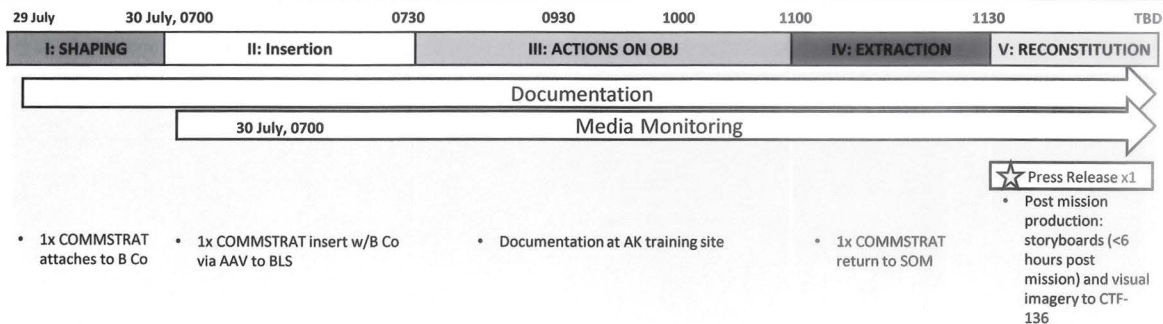 29 July 30 July, 0700 0730 0930 1000 1100 1130 TBD
I: SHAPING II: Insertion III: ACTIONS ON OBJ IV: EXTRACTION V: RECONSTITUTION
Documentation
30 July, 0700 Media Monitoring
Press Release x1
• 1x COMMSTRAT
attaches to B Co
• 1x COMMSTRAT insert w/B Co
via AAV to BLS
• Documentation at AK training site
• 1x COMMSTRAT
return to SOM
• Post mission
production:
storyboards (<6
hours post
mission) and visual
imagery to CTF-
136